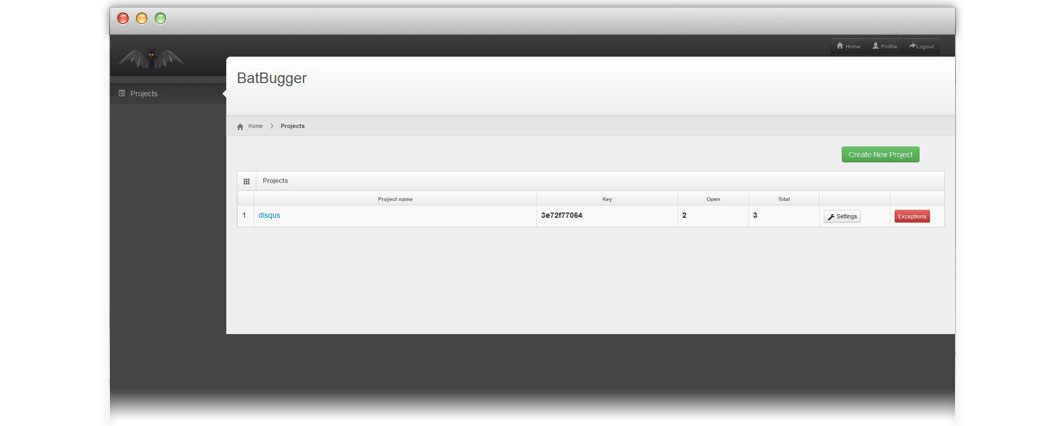 Home Profile Logout
Projects
BatBugger
Home Projects
Create New Project
Projects
Project name Key Open Total
1 disqus 3e72f77064 2 3 Settings Exceptions